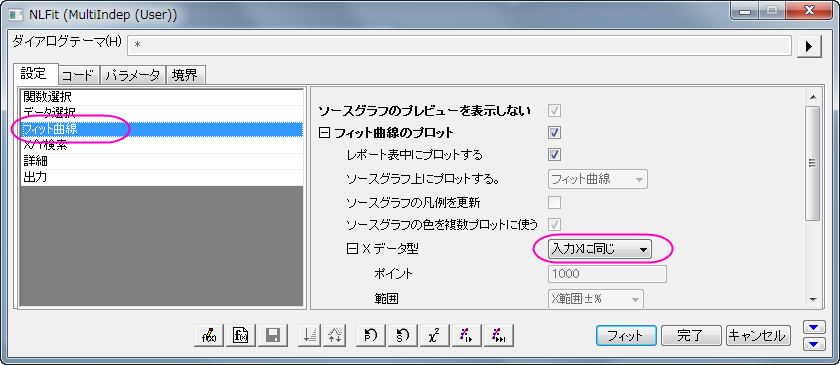 NLFit (MultiIndep (User))
ダイアログテーマ(H) *
設定 コード パラメータ 境界
関数選択
データ選択
フィット曲線
X/Y検索
詳細
出力
ソースグラフのプレビューを表示しない
フィット曲線のプロット
レポート表中にプロットする
ソースグラフ上にプロットする。 フィット曲線
ソースグラフの凡例を更新
ソースグラフの色を複数プロットに使う
X データ型 入力Xに同じ
ポイント 1000
範囲 X範囲±%
フィット 完了 キャンセル